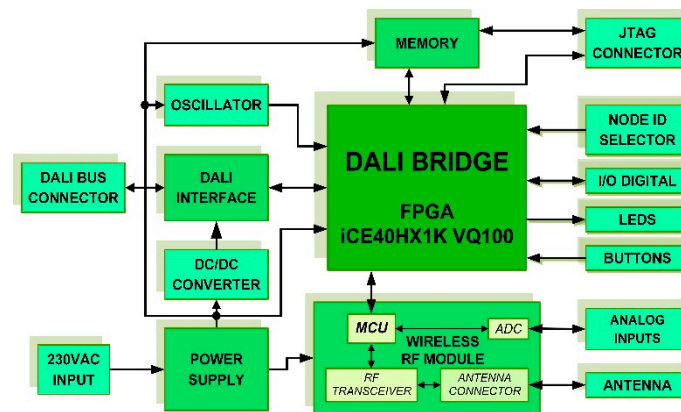 MEMORY
JTAG
CONNECTOR
OSCILLATOR
NODE ID
SELECTOR
DALI BUS
CONNECTOR
DALI
INTERFACE
DALI BRIDGE
FPGA
iCE40HX1K VQ100
I/O DIGITAL
LEDS
BUTTONS
DC/DC
CONVERTER
230VAC
INPUT
POWER
SUPPLY
MCU
ADC
WIRELESS
RF MODULE
RF
TRANSCEIVER
ANTENNA
CONNECTOR
ANALOG
INPUTS
ANTENNA